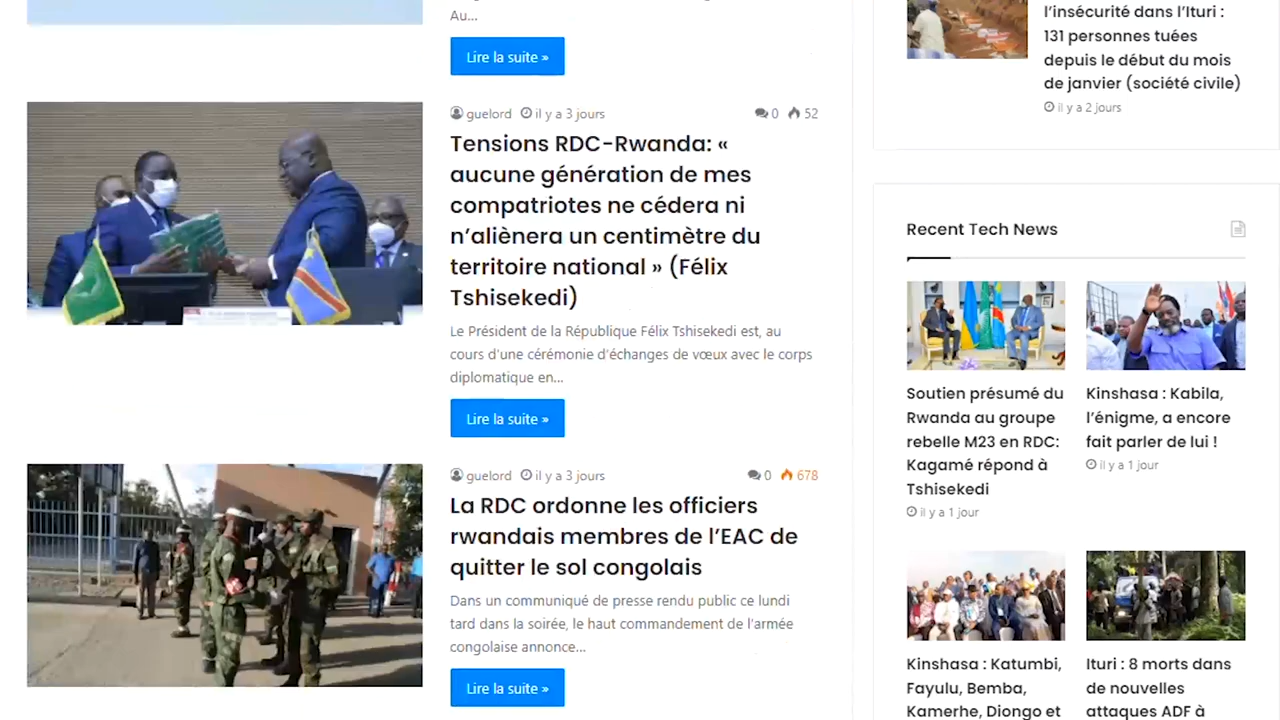 Au...
Lire la suite »
guelord il y a 3 jours 0 52
Tensions RDC-Rwanda: «
aucune génération de mes
compatriotes ne cédera ni
n’aliènera un centimètre du
territoire national » (Félix
Tshisekedi)
Le Président de la République Félix Tshisekedi est, au
cours d'une cérémonie d'échanges de vœux avec le corps
diplomatique en...
Lire la suite »
guelord il y a 3 jours 0 678
La RDC ordonne les officiers
rwandais membres de l’EAC de
quitter le sol congolais
Dans un communiqué de presse rendu public ce lundi
tard dans la soirée, le haut commandement de l'armée
congolaise annonce...
Lire la suite »
l’insécurité dans l’Ituri :
131 personnes tuées
depuis le début du mois
de janvier (société civile)
il y a 2 jours
Recent Tech News
Soutien présumé du
Rwanda au groupe
rebelle M23 en RDC:
Kagamé répond à
Tshisekedi
il y a 1 jour
Kinshasa : Kabila,
l’énigme, a encore
fait parler de lui !
il y a 1 jour
Kinshasa : Katumbi,
Fayulu, Bemba,
Kamerhe, Diongo et
Ituri : 8 morts dans
de nouvelles
attaques ADF à